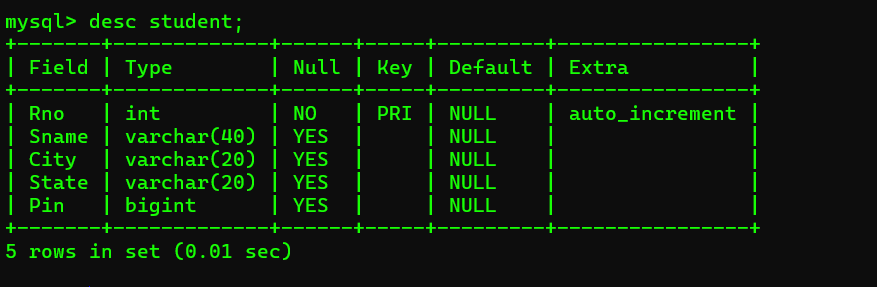 mysql> desc student;
+-------+-------------+------+-----+---------+----------------+
| Field | Type        | Null | Key | Default | Extra          |
+-------+-------------+------+-----+---------+----------------+
| Rno   | int         | NO   | PRI | NULL    | auto_increment |
| Sname | varchar(40) | YES  |     | NULL    |                |
| City  | varchar(20) | YES  |     | NULL    |                |
| State | varchar(20) | YES  |     | NULL    |                |
| Pin   | bigint      | YES  |     | NULL    |                |
+-------+-------------+------+-----+---------+----------------+
5 rows in set (0.01 sec)